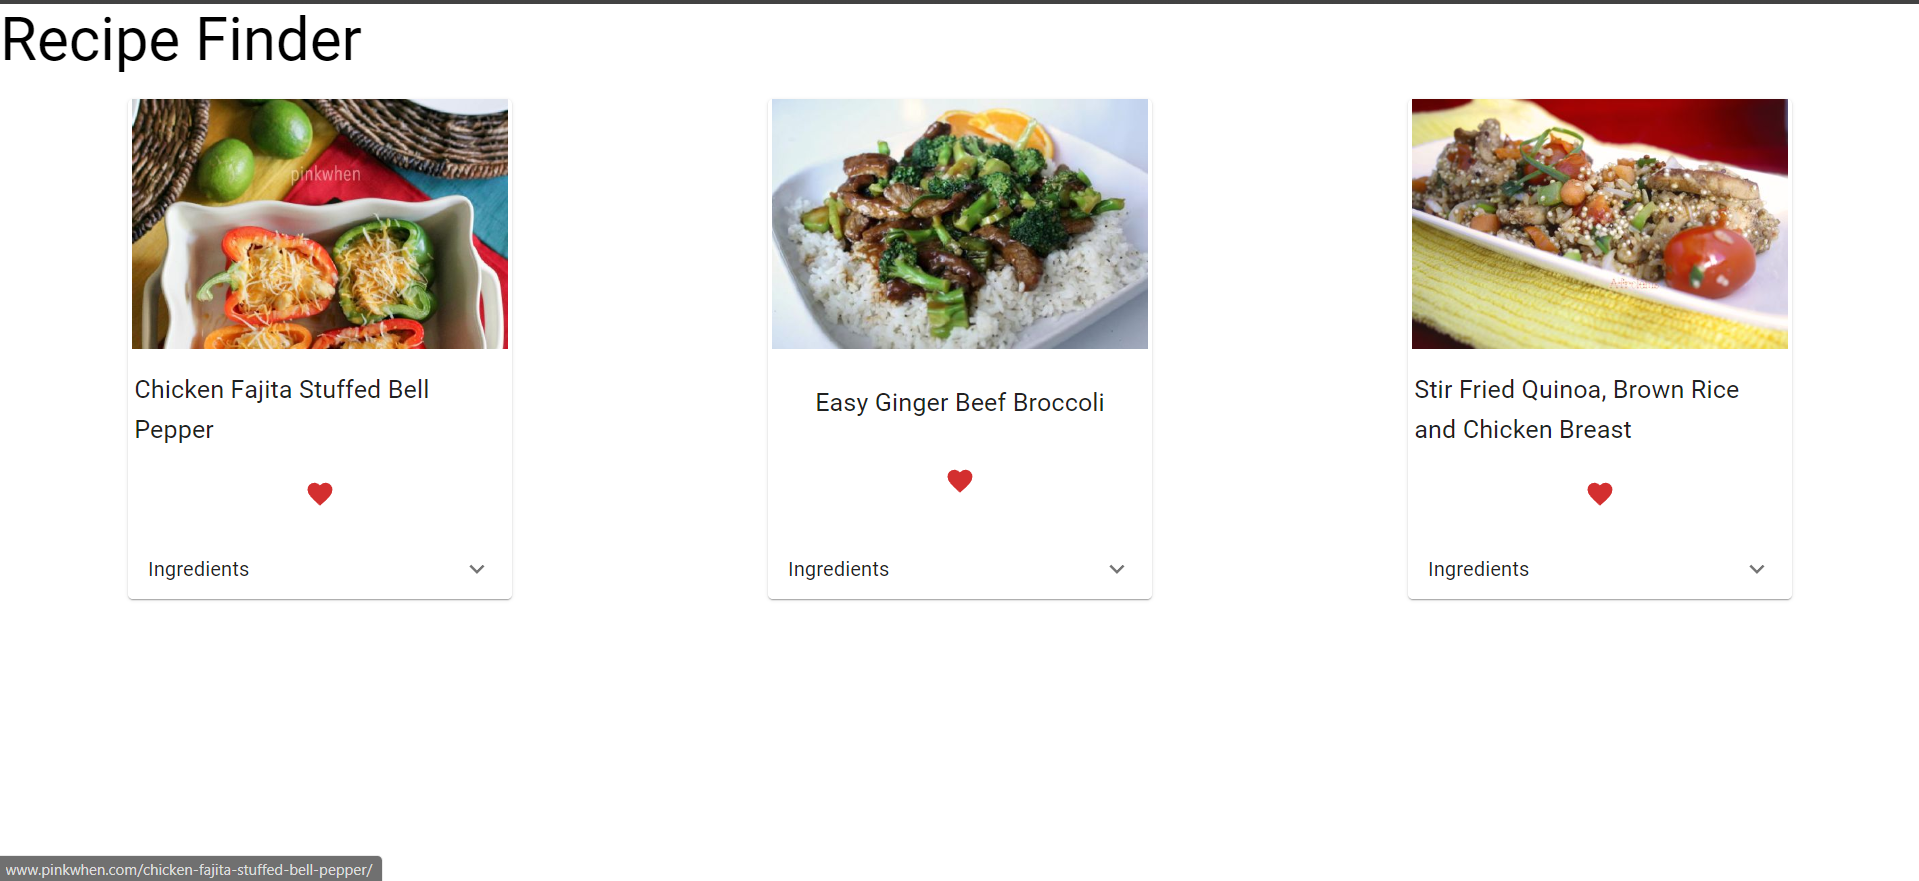 Recipe Finder
pinkwhen
Chicken Fajita Stuffed Bell
Pepper
Easy Ginger Beef Broccoli
Stir Fried Quinoa, Brown Rice
and Chicken Breast
Ingredients
Ingredients
Ingredients
www.pinkwhen.com/chicken-fajita-stuffed-bell-pepper/